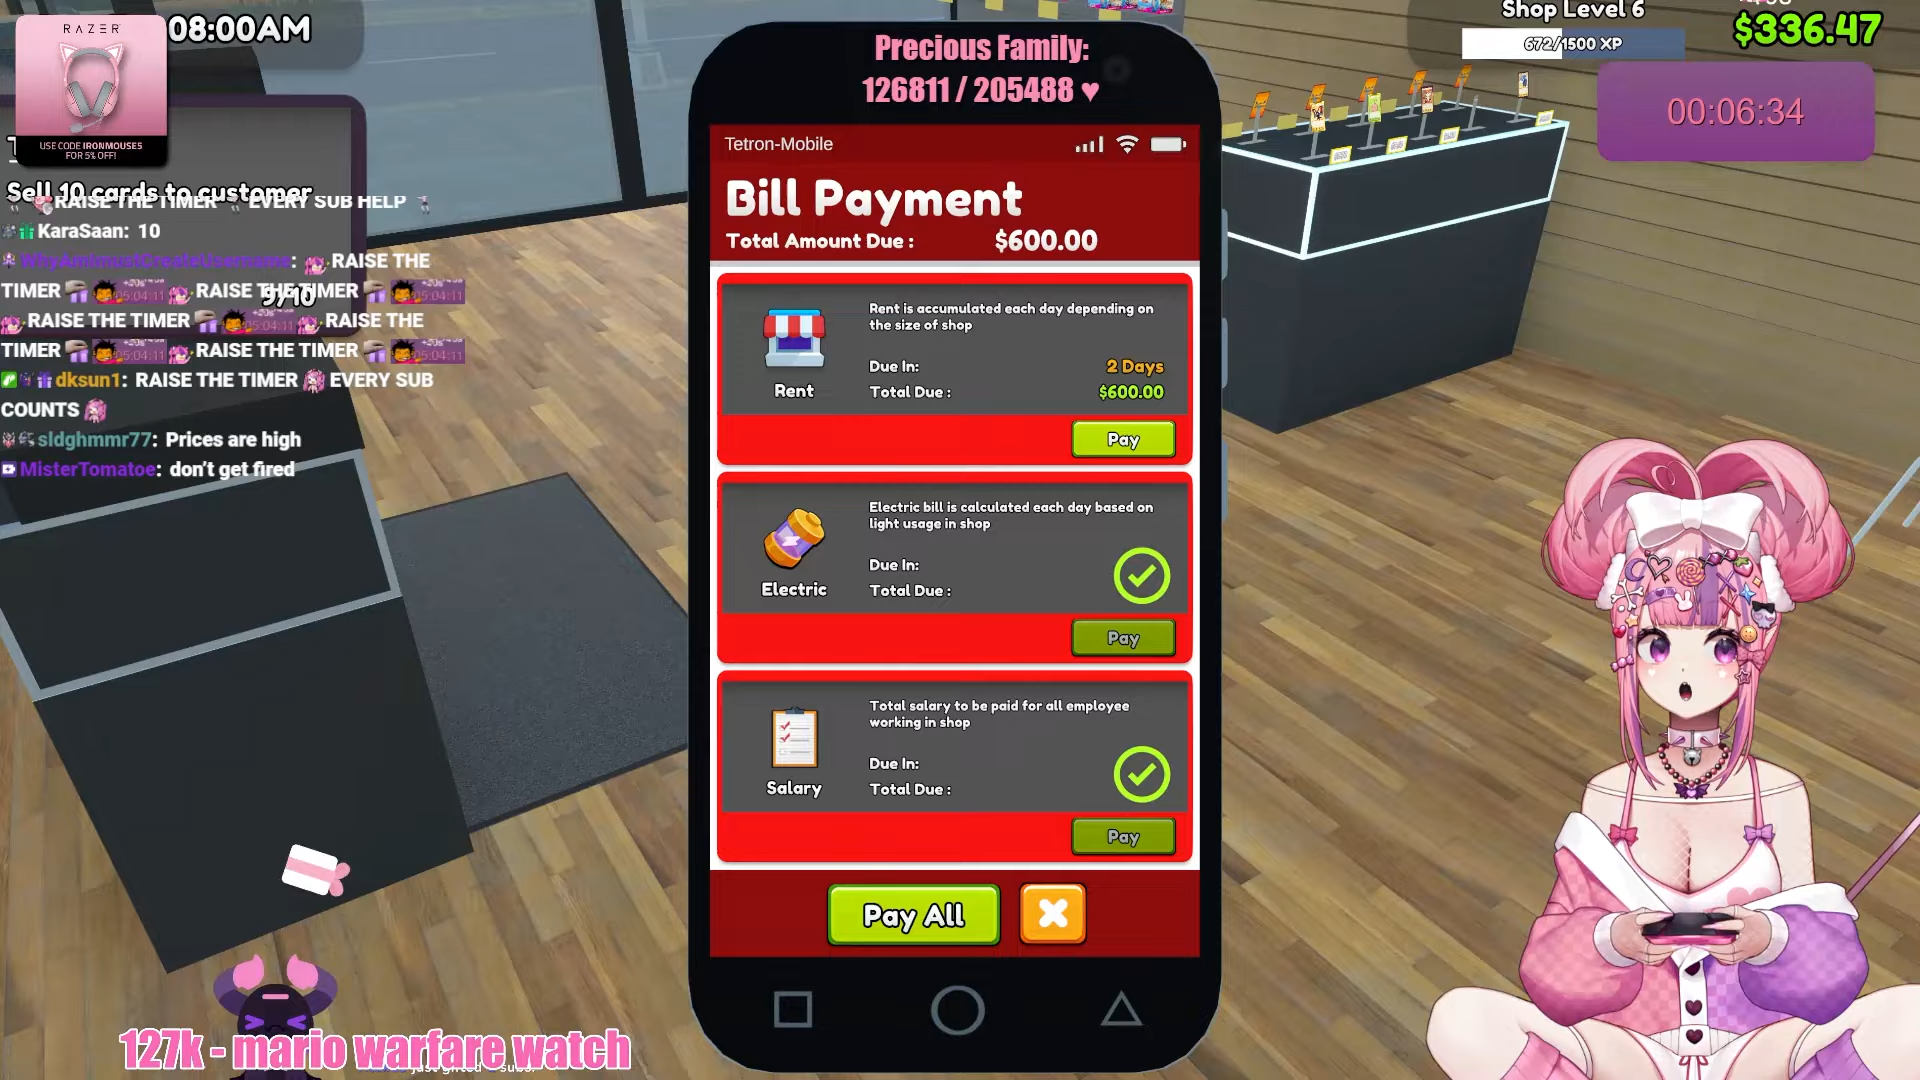 RAZER
USE CODE IRONMOUSE5
FOR 5% OFF!
08:00AM
Sell 10 cards to customer
9/10
RAISE THE TIMER EVERY SUB HELP
KaraSaan: 10
WhyAmImustCreateUsername: RAISE THE
TIMER RAISE THE TIMER
RAISE THE TIMER RAISE THE
TIMER RAISE THE TIMER
dksun1: RAISE THE TIMER EVERY SUB
COUNTS
sldghmmr77: Prices are high
MisterTomatoe: don't get fired
127k - mario warfare watch
Precious Family:
126811 / 205488 ♥
Tetron-Mobile
Bill Payment
Total Amount Due : $600.00
Rent is accumulated each day depending on
the size of shop
Due In: 2 Days
Total Due : $600.00
Rent
Pay
Electric bill is calculated each day based on
light usage in shop
Due In:
Total Due :
Electric
Pay
Total salary to be paid for all employee
working in shop
Due In:
Total Due :
Salary
Pay
Pay All
Shop Level 6
672/1500 XP
$336.47
00:06:34